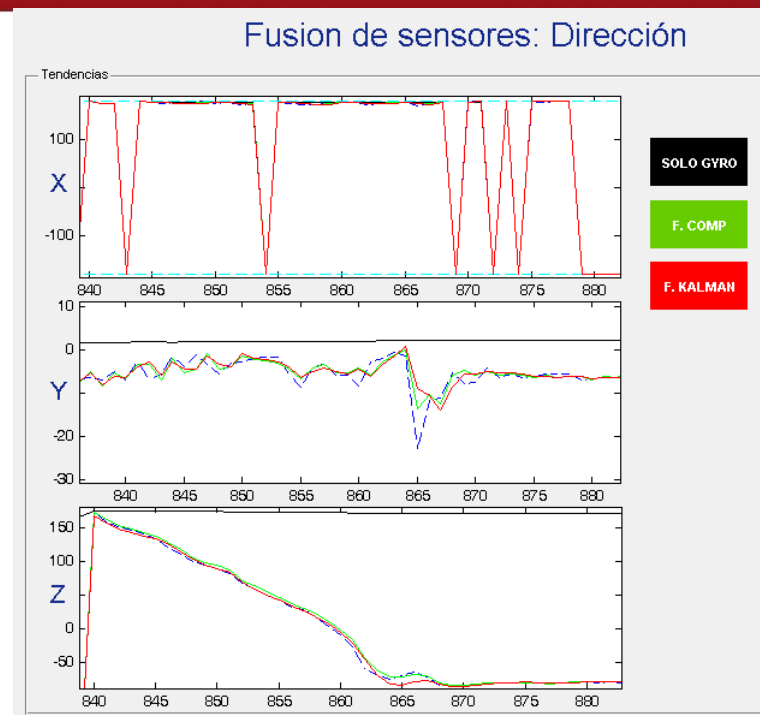 Fusion de sensores: Dirección
Tendencias
X
100
-100
840 845 850 855 860 865 870 875 880
SOLO GYRO
F. COMP
F. KALMAN
Y
10
0
-10
-20
-30
840 845 850 855 860 865 870 875 880
Z
150
100
0
-50
840 845 850 855 860 865 870 875 880